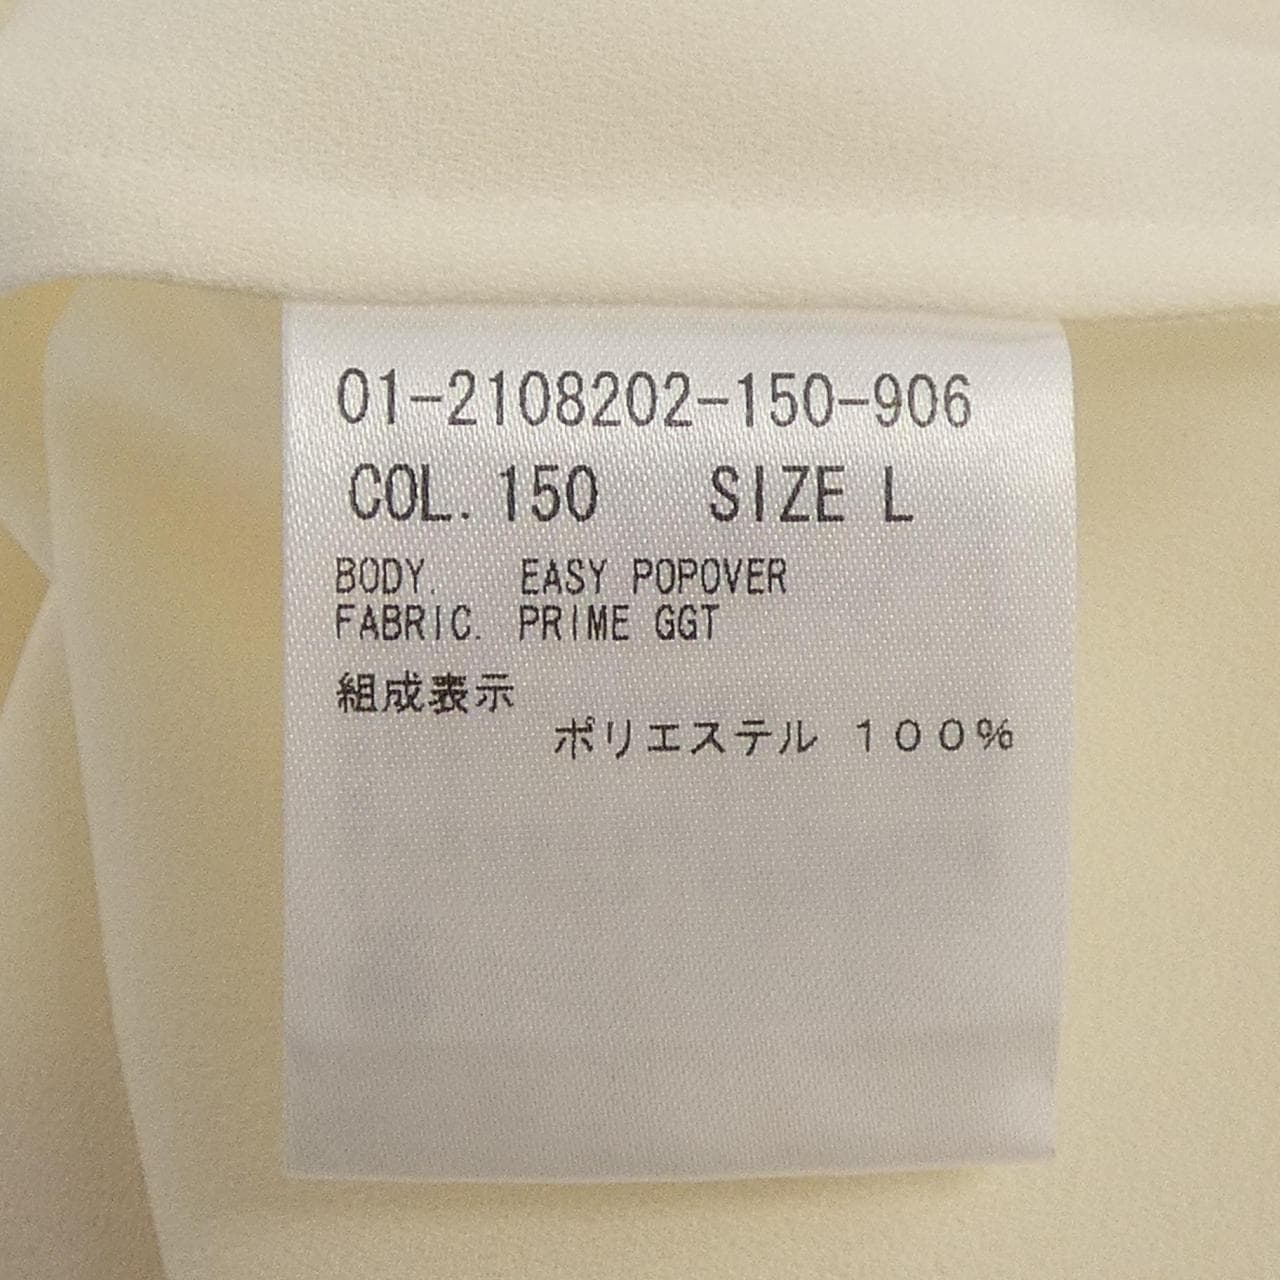 01-2108202-150-906
COL. 150 SIZE L
BODY. EASY POPOVER
FABRIC. PRIME GGT
組成表示
ポリエステル １００％